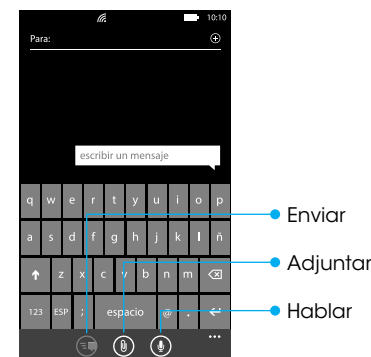 10:10
Para:
escribir un mensaje
q w e r t y u i o p
a s d f g h j k l ñ
z x c v b n m
123 ESP ; espacio @ .
...
Enviar
Adjuntar
Hablar